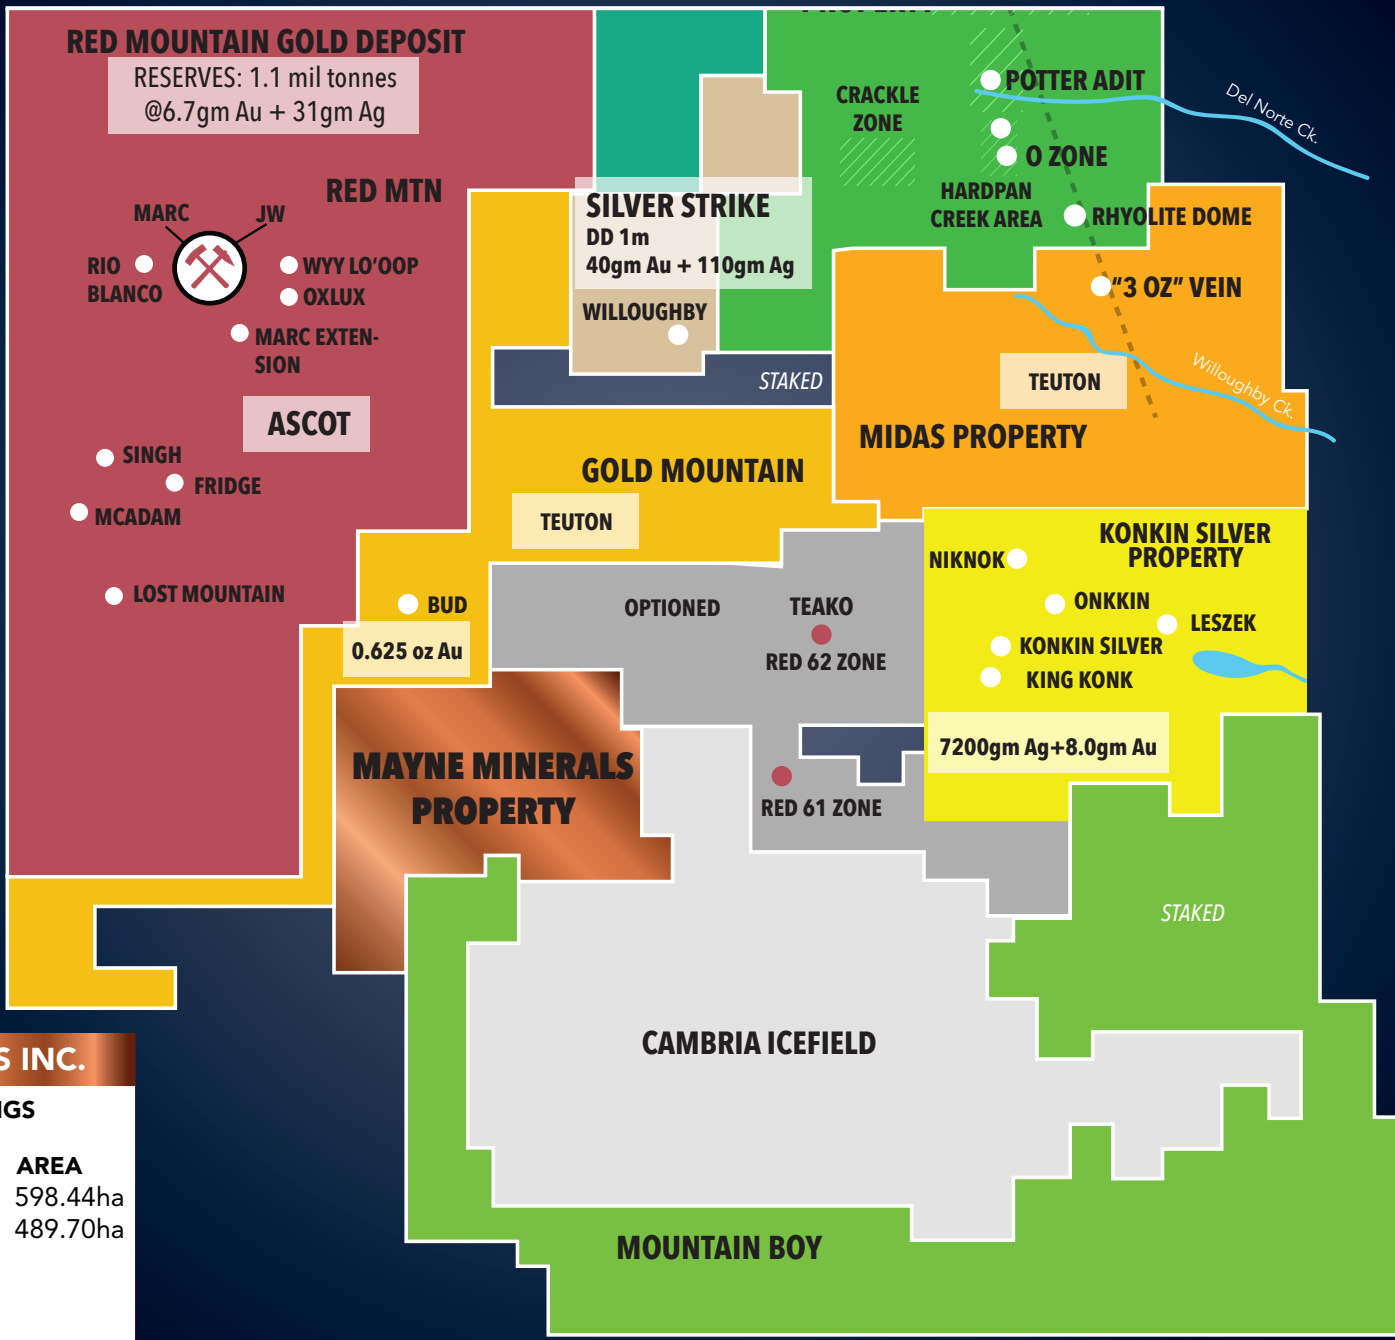 RED MOUNTAIN GOLD DEPOSIT
RESERVES: 1.1 mil tonnes
@6.7gm Au + 31gm Ag
RED MTN
MARC
JW
RIO
BLANCO
WYY LO'OOP
OXLUX
MARC EXTEN-
SION
ASCOT
SINGH
FRIDGE
MCADAM
LOST MOUNTAIN
PROPERTY
CRACKLE
ZONE
POTTER ADIT
O ZONE
HARDPAN
CREEK AREA
RHYOLITE DOME
Del Norte Ck.
SILVER STRIKE
DD 1m
40gm Au + 110gm Ag
WILLOUGHBY
STAKED
"3 OZ" VEIN
TEUTON
Willoughby Ck.
MIDAS PROPERTY
GOLD MOUNTAIN
TEUTON
BUD
0.625 oz Au
OPTIONED
TEAKO
RED 62 ZONE
RED 61 ZONE
KONKIN SILVER
PROPERTY
NIKNOK
ONKKIN
LESZEK
KONKIN SILVER
KING KONK
7200gm Ag+8.0gm Au
MAYNE MINERALS
PROPERTY
STAKED
CAMBRIA ICEFIELD
MOUNTAIN BOY
S INC.
NGS
AREA
598.44ha
489.70ha